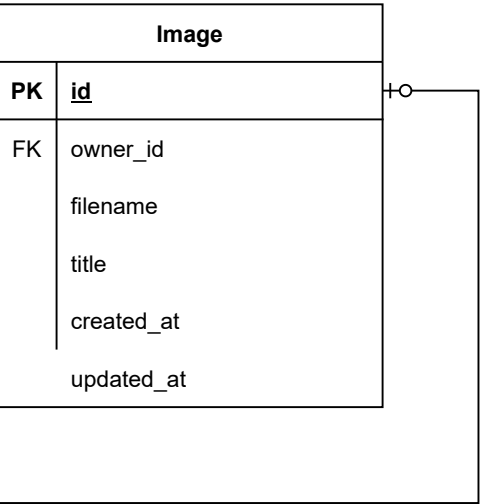 Image
PK id
FK owner_id
filename
title
created_at
updated_at